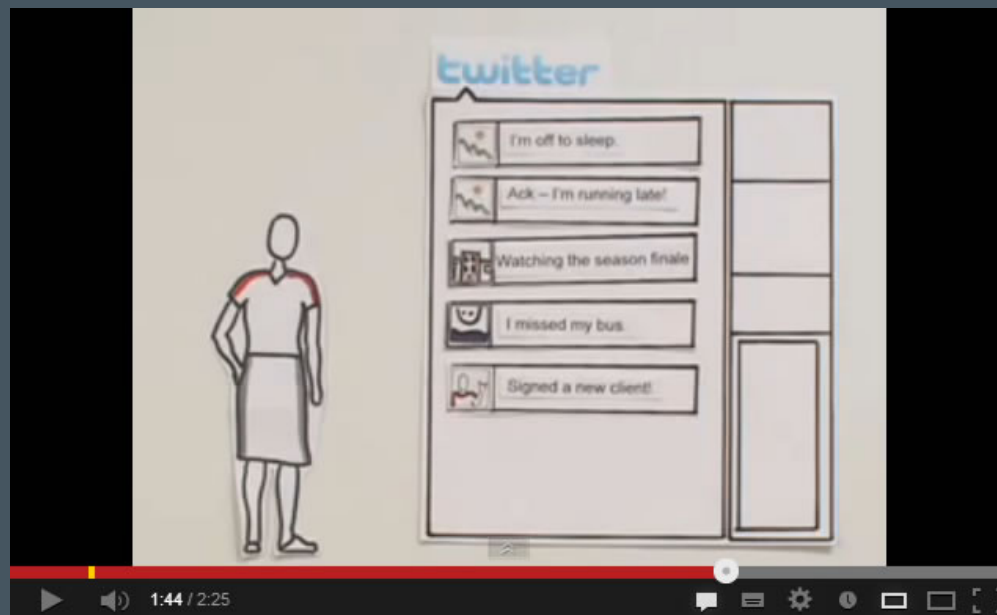 twitter
I'm off to sleep.
Ack – I'm running late!
Watching the season finale
I missed my bus.
Signed a new client!
1:44 / 2:25